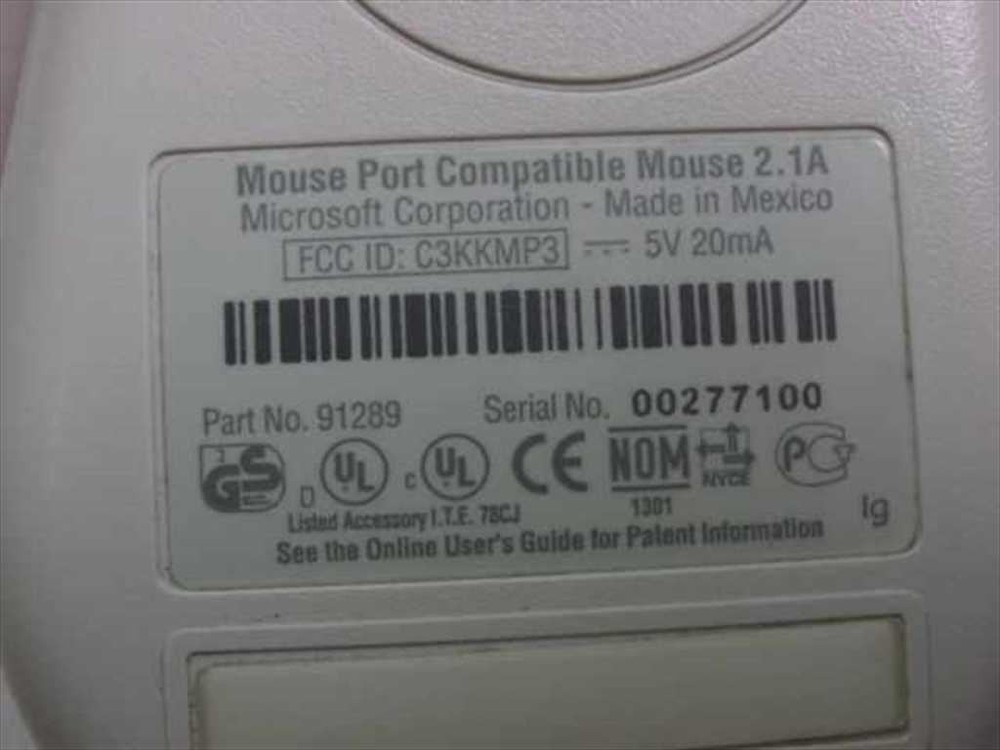 Mouse Port Compatible Mouse 2.1A
Microsoft Corporation - Made in Mexico
FCC ID: C3KKMP3 5V 20mA
Part No. 91289 Serial No. 00277100
GS D UL c UL CE NOM NYCE PG
Listed Accessory I.T.E. 78CJ 1301
lg
See the Online User's Guide for Patent Information